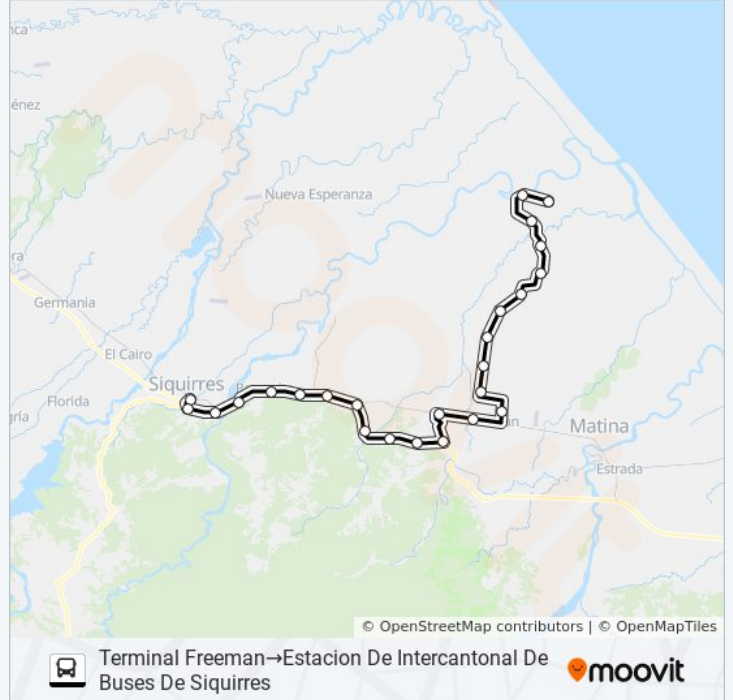 Nueva Esperanza
Germania
El Cairo
Siquirres
Florida
Matina
Estrada
© OpenStreetMap contributors | © OpenMapTiles
Terminal Freeman→Estacion De Intercantonal De
Buses De Siquirres
moovit